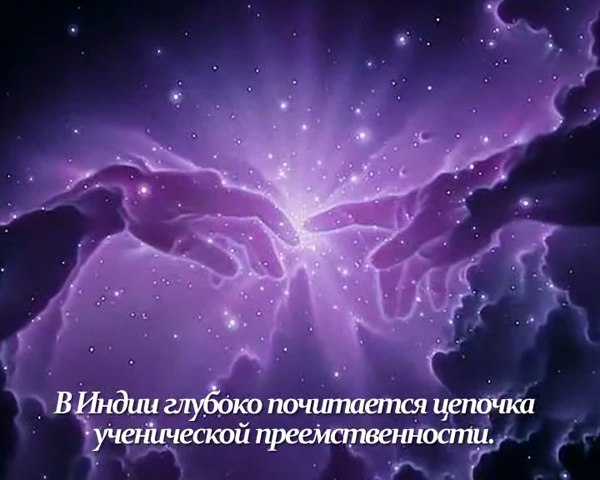 В Индии глубоко почитается цепочка
ученической преемственности.